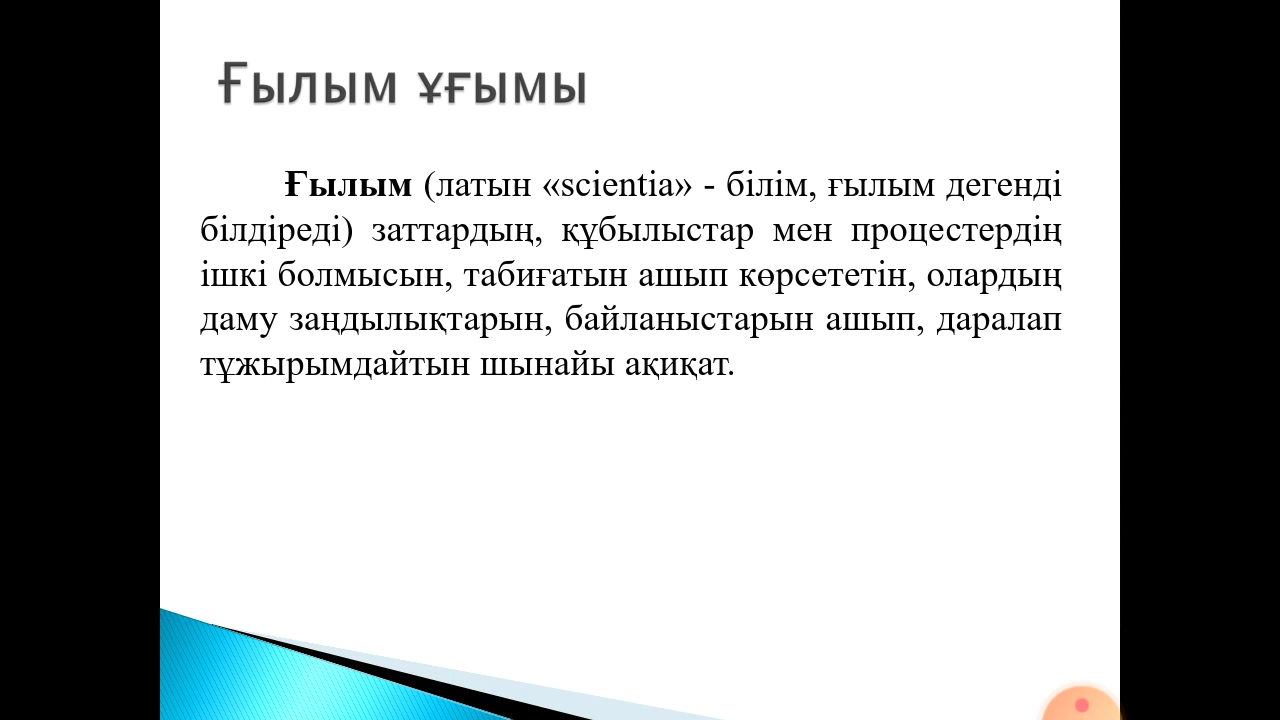 Ғылым ұғымы
Ғылым (латын «scientia» - білім, ғылым дегенді
білдіреді) заттардың, құбылыстар мен процестердің
ішкі болмысын, табиғатын ашып көрсететін, олардың
даму заңдылықтарын, байланыстарын ашып, даралап
тұжырымдайтын шынайы ақиқат.